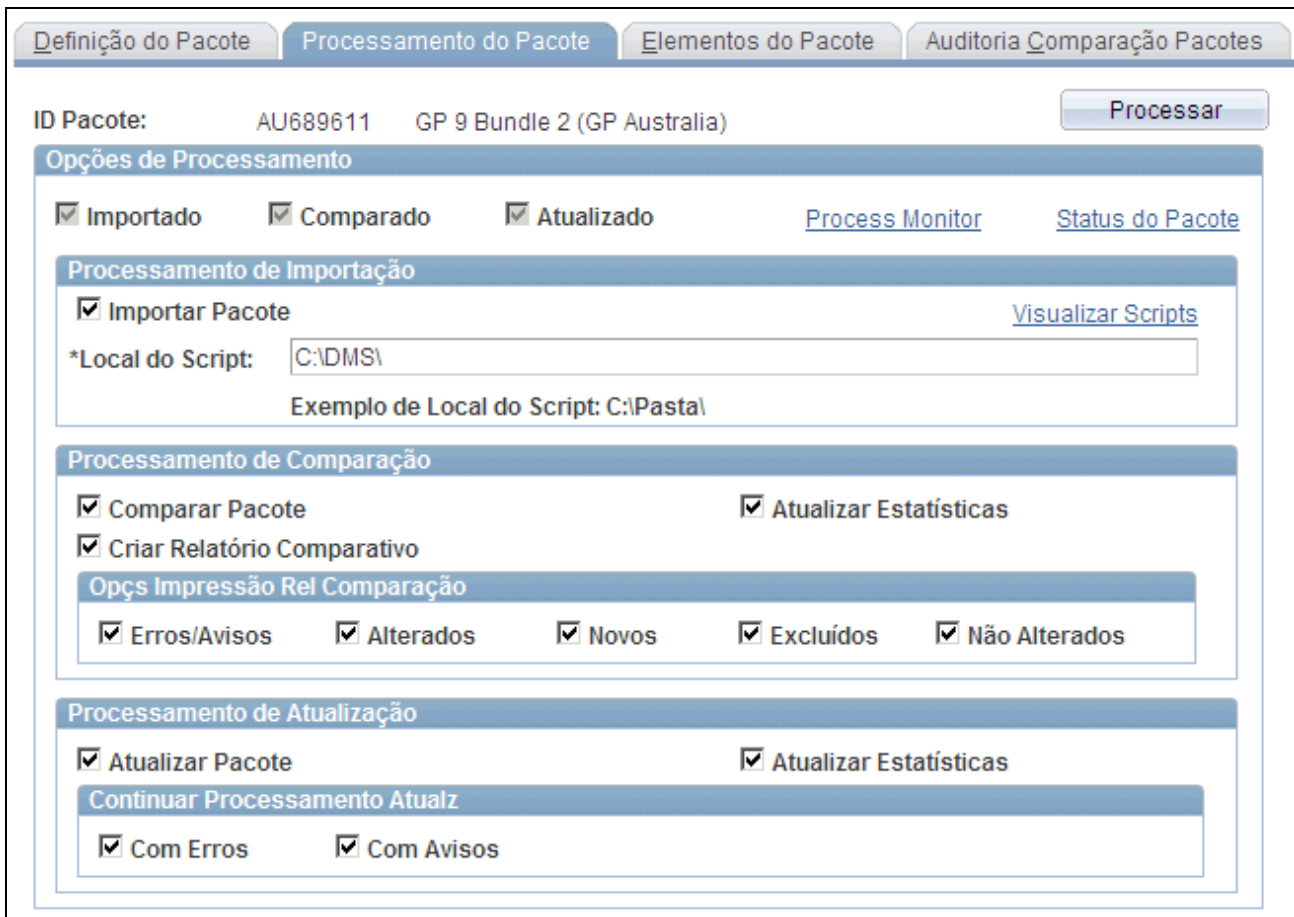 Definição do Pacote Processamento do Pacote Elementos do Pacote Auditoria Comparação Pacotes
ID Pacote: AU689611 GP 9 Bundle 2 (GP Australia) Processar
Opções de Processamento
Importado Comparado Atualizado Process Monitor Status do Pacote
Processamento de Importação
Importar Pacote Visualizar Scripts
*Local do Script: C:\DMS\
Exemplo de Local do Script: C:\Pasta\
Processamento de Comparação
Comparar Pacote Atualizar Estatísticas
Criar Relatório Comparativo
Opçs Impressão Rel Comparação
Erros/Avisos Alterados Novos Excluídos Não Alterados
Processamento de Atualização
Atualizar Pacote Atualizar Estatísticas
Continuar Processamento Atualz
Com Erros Com Avisos